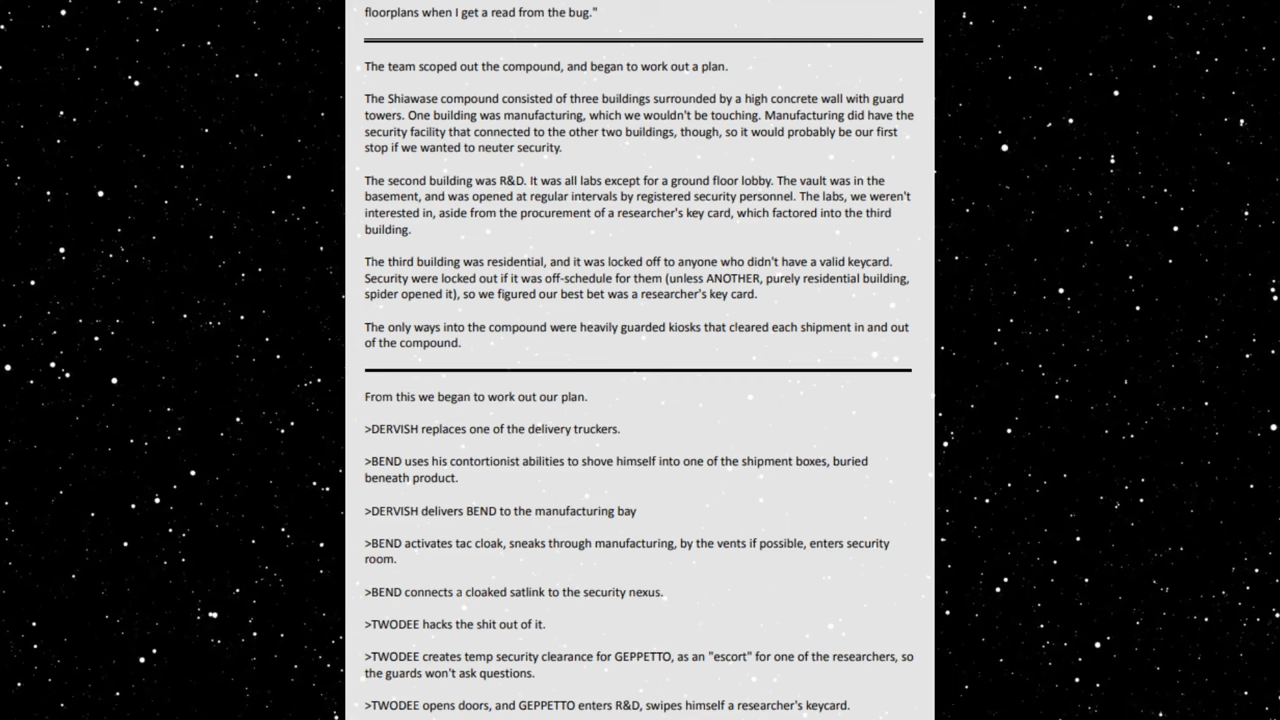 floorplans when I get a read from the bug."
The team scoped out the compound, and began to work out a plan.
The Shiawase compound consisted of three buildings surrounded by a high concrete wall with guard
towers. One building was manufacturing, which we wouldn't be touching. Manufacturing did have the
security facility that connected to the other two buildings, though, so it would probably be our first
stop if we wanted to neuter security.
The second building was R&D. It was all labs except for a ground floor lobby. The vault was in the
basement, and was opened at regular intervals by registered security personnel. The labs, we weren't
interested in, aside from the procurement of a researcher's key card, which factored into the third
building.
The third building was residential, and it was locked off to anyone who didn't have a valid keycard.
Security were locked out if it was off-schedule for them (unless ANOTHER, purely residential building,
spider opened it), so we figured our best bet was a researcher's key card.
The only ways into the compound were heavily guarded kiosks that cleared each shipment in and out
of the compound.
From this we began to work out our plan.
>DERVISH replaces one of the delivery truckers.
>BEND uses his contortionist abilities to shove himself into one of the shipment boxes, buried
beneath product.
>DERVISH delivers BEND to the manufacturing bay
>BEND activates tac cloak, sneaks through manufacturing, by the vents if possible, enters security
room.
>BEND connects a cloaked satlink to the security nexus.
>TWODEE hacks the shit out of it.
>TWODEE creates temp security clearance for GEPPETTO, as an "escort" for one of the researchers, so
the guards won't ask questions.
>TWODEE opens doors, and GEPPETTO enters R&D, swipes himself a researcher's keycard.